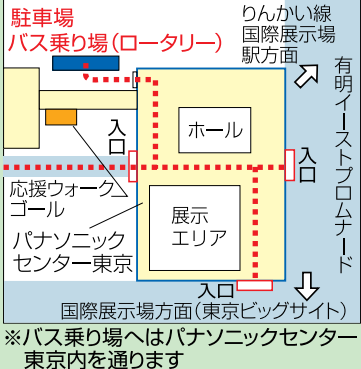 駐車場
バス乗り場（ロータリー）
りんかい線
国際展示場
駅方面
有明イーストプロムナード
入口
ホール
入口
応援ウォーク
ゴール
パナソニック
センター東京
展示
エリア
入口
国際展示場方面（東京ビッグサイト）
※バス乗り場へはパナソニックセンター
東京内を通ります